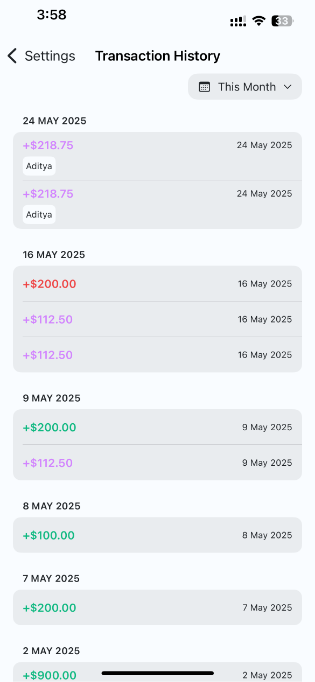 3:58
33
Settings
Transaction History
This Month
24 MAY 2025
+$218.75 24 May 2025
Aditya
+$218.75 24 May 2025
Aditya
16 MAY 2025
+$200.00 16 May 2025
+$112.50 16 May 2025
+$112.50 16 May 2025
9 MAY 2025
+$200.00 9 May 2025
+$112.50 9 May 2025
8 MAY 2025
+$100.00 8 May 2025
7 MAY 2025
+$200.00 7 May 2025
2 MAY 2025
+$900.00 2 May 2025